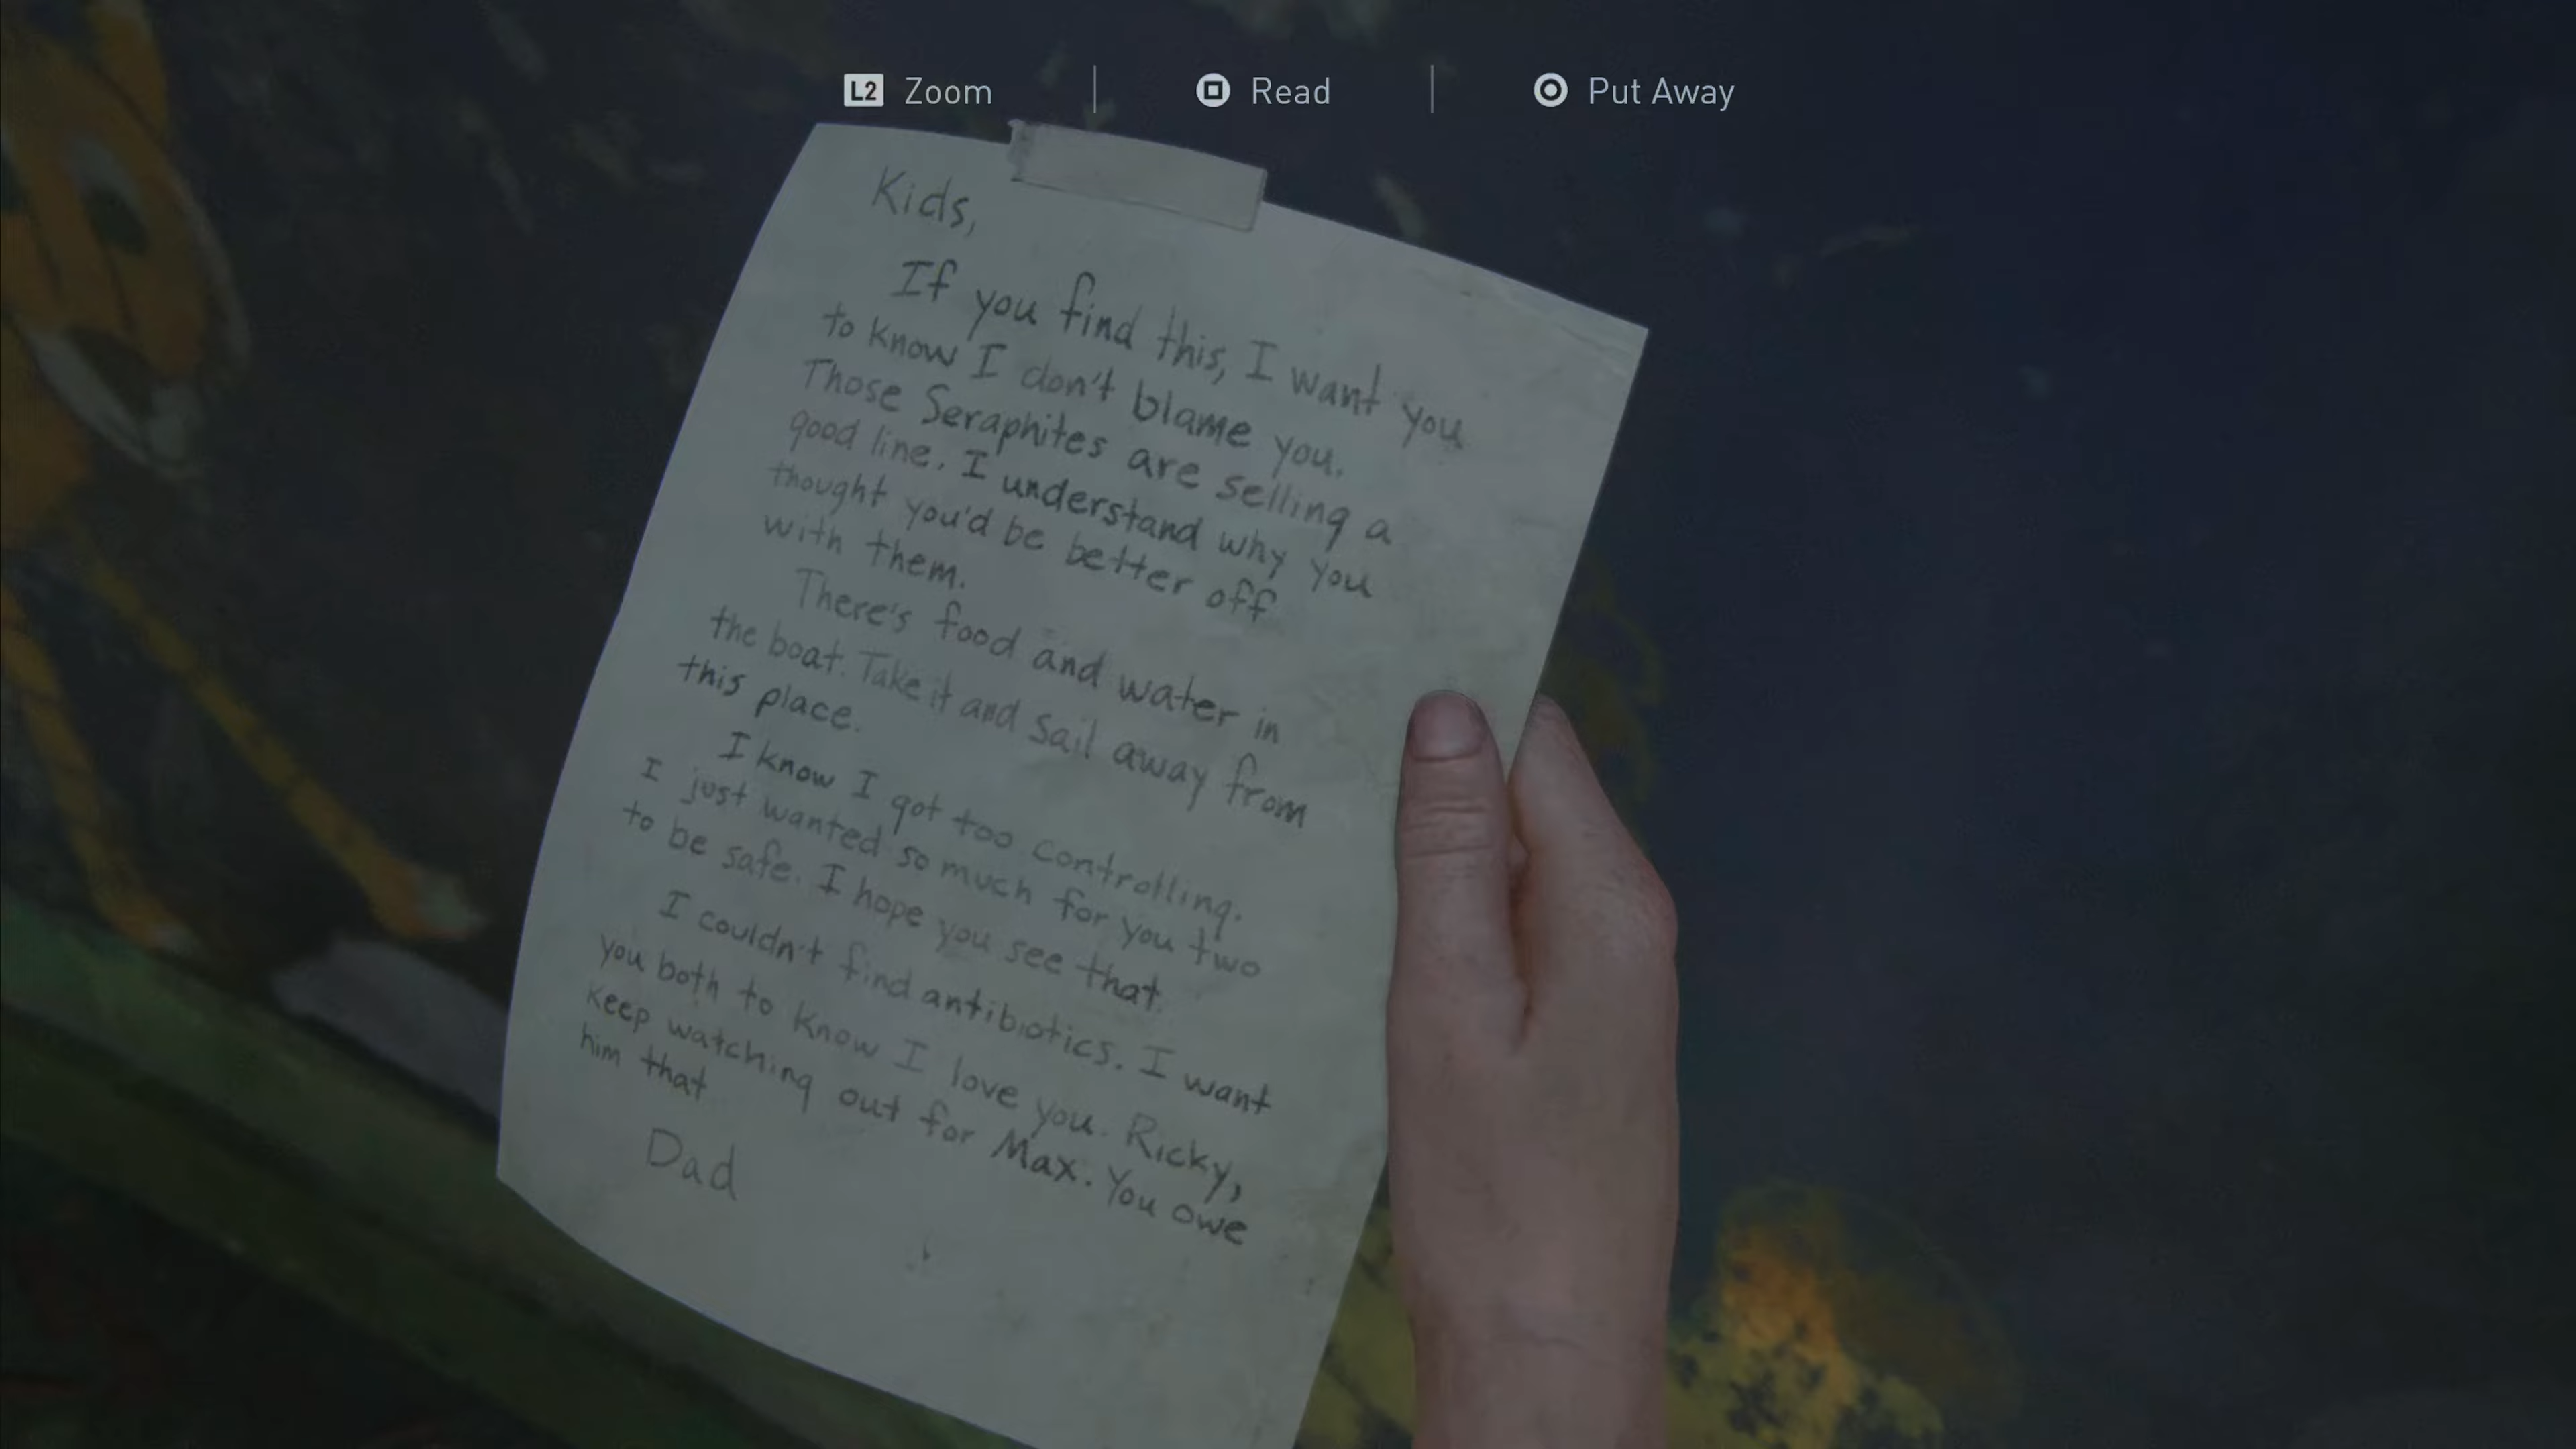 L2 Zoom | Read | Put Away
Kids,
If you find this, I want you
to know I don't blame you.
Those Seraphites are selling a
good line. I understand why you
thought you'd be better off
with them.
There's food and water in
the boat. Take it and sail away from
this place.
I know I got too controlling.
I just wanted so much for you two
to be safe. I hope you see that.
I couldn't find antibiotics. I want
you both to know I love you. Ricky,
keep watching out for Max. You owe
him that
Dad